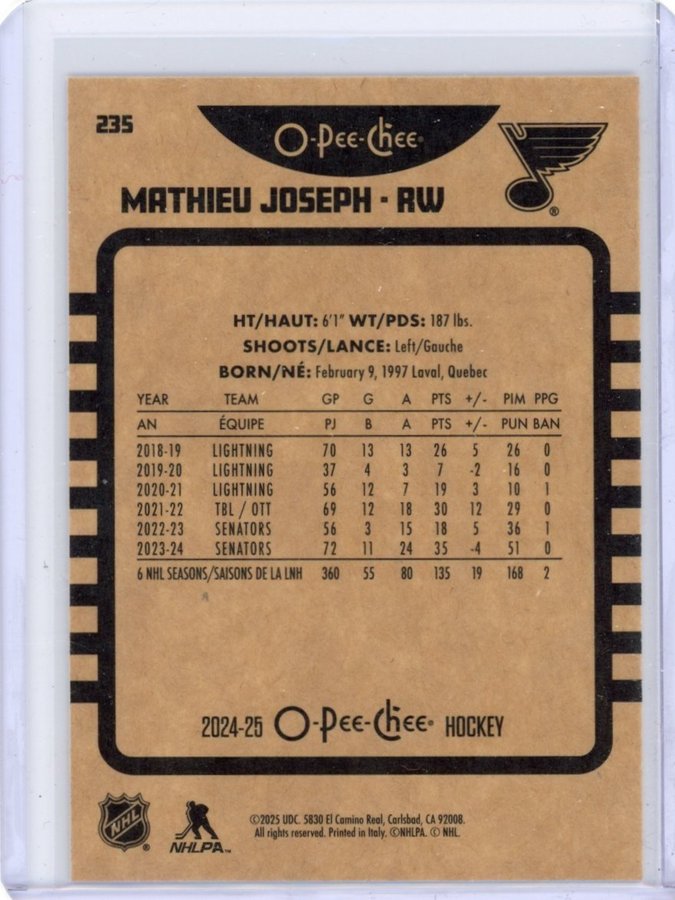 235
O-Pee-Chee®
MATHIEU JOSEPH - RW
®
HT/HAUT: 6'1" WT/PDS: 187 lbs.
SHOOTS/LANCE: Left/Gauche
BORN/NÉ: February 9, 1997 Laval, Quebec
YEAR TEAM GP G A PTS +/- PIM PPG
AN ÉQUIPE PJ B A PTS +/- PUN BAN
2018-19 LIGHTNING 70 13 13 26 5 26 0
2019-20 LIGHTNING 37 4 3 7 -2 16 0
2020-21 LIGHTNING 56 12 7 19 3 10 1
2021-22 TBL / OTT 69 12 18 30 12 29 0
2022-23 SENATORS 56 3 15 18 5 36 1
2023-24 SENATORS 72 11 24 35 -4 51 0
6 NHL SEASONS/SAISONS DE LA LNH 360 55 80 135 19 168 2
2024-25 O-Pee-Chee® HOCKEY
NHL®
NHLPA™
©2025 UDC. 5830 El Camino Real, Carlsbad, CA 92008.
All rights reserved. Printed in Italy. ©NHLPA. © NHL.